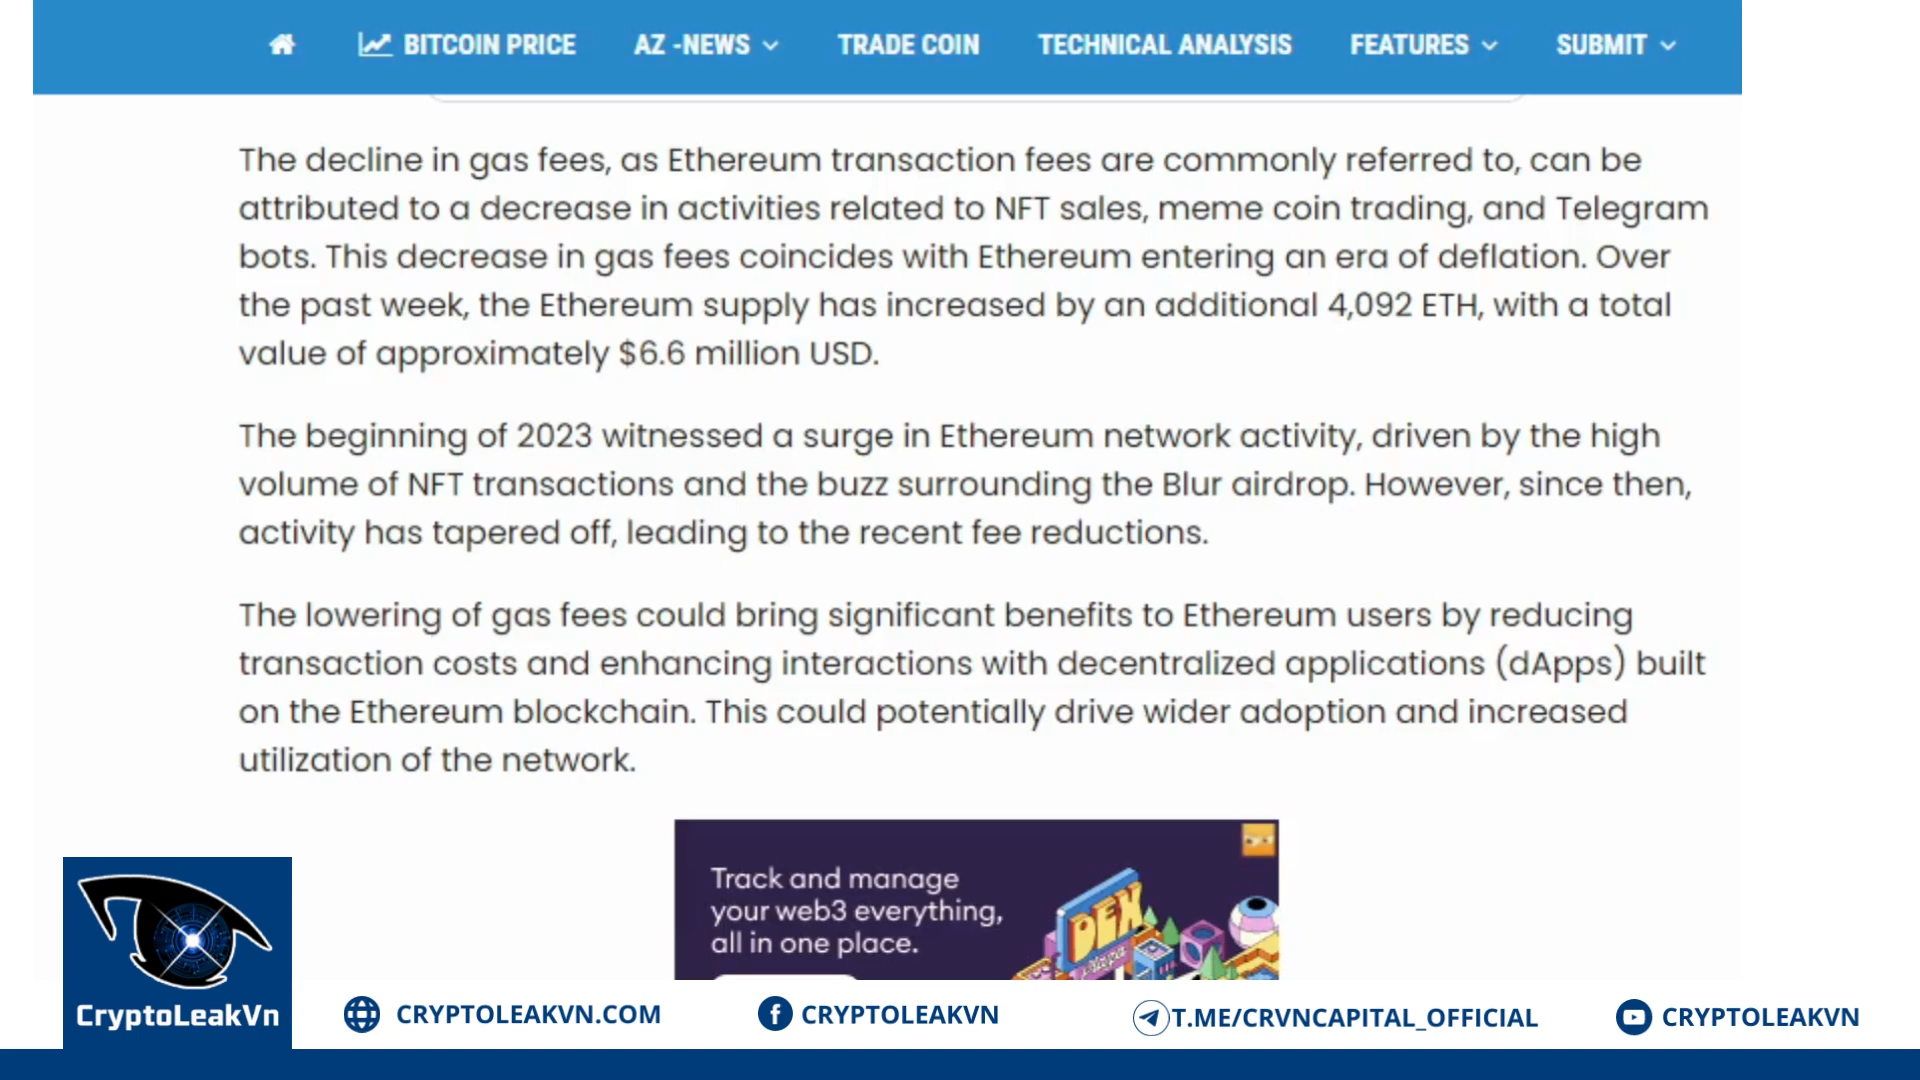 BITCOIN PRICE AZ -NEWS TRADE COIN TECHNICAL ANALYSIS FEATURES SUBMIT
The decline in gas fees, as Ethereum transaction fees are commonly referred to, can be
attributed to a decrease in activities related to NFT sales, meme coin trading, and Telegram
bots. This decrease in gas fees coincides with Ethereum entering an era of deflation. Over
the past week, the Ethereum supply has increased by an additional 4,092 ETH, with a total
value of approximately $6.6 million USD.
The beginning of 2023 witnessed a surge in Ethereum network activity, driven by the high
volume of NFT transactions and the buzz surrounding the Blur airdrop. However, since then,
activity has tapered off, leading to the recent fee reductions.
The lowering of gas fees could bring significant benefits to Ethereum users by reducing
transaction costs and enhancing interactions with decentralized applications (dApps) built
on the Ethereum blockchain. This could potentially drive wider adoption and increased
utilization of the network.
Track and manage
your web3 everything,
all in one place.
DEX
CryptoLeakVn
CRYPTOLEAKVN.COM
CRYPTOLEAKVN
T.ME/CRVNCAPITAL_OFFICIAL
CRYPTOLEAKVN